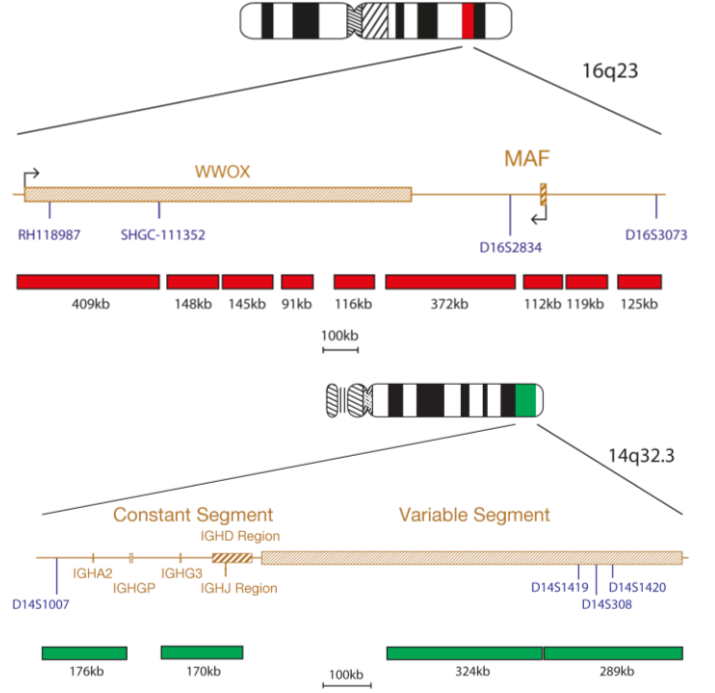 16q23
MAF
WWOX
RH118987
SHGC-111352
D16S2834
D16S3073
409kb
148kb
145kb
91kb
116kb
372kb
112kb
119kb
125kb
100kb
14q32.3
Constant Segment
Variable Segment
IGHD Region
IGHA2
IGHGP
IGHG3
IGHJ Region
D14S1007
D14S1419
D14S1420
D14S308
176kb
170kb
324kb
289kb
100kb